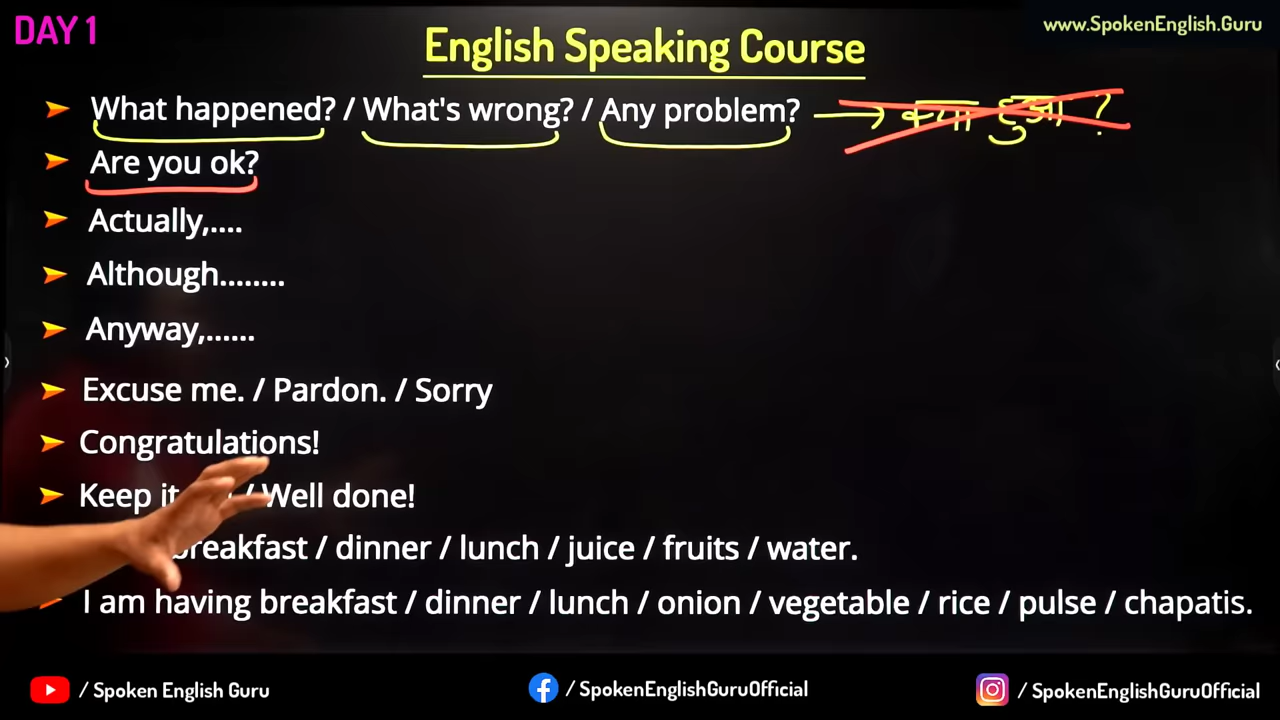 DAY 1
www.SpokenEnglish.Guru
English Speaking Course
What happened? / What's wrong? / Any problem? → क्या हुआ ?
Are you ok?
Actually,....
Although........
Anyway,......
Excuse me. / Pardon. / Sorry
Congratulations!
Keep it / Well done!
breakfast / dinner / lunch / juice / fruits / water.
I am having breakfast / dinner / lunch / onion / vegetable / rice / pulse / chapatis.
/ Spoken English Guru
/ SpokenEnglishGuruOfficial
/ SpokenEnglishGuruOfficial